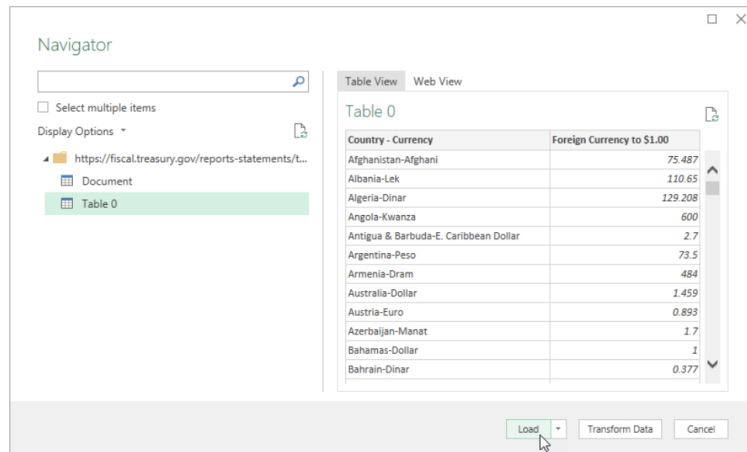 Navigator
Select multiple items
Display Options
https://fiscal.treasury.gov/reports-statements/t...
Document
Table 0
Table View Web View
Table 0
Country - Currency Foreign Currency to $1.00
Afghanistan-Afghani 75.487
Albania-Lek 110.65
Algeria-Dinar 129.208
Angola-Kwanza 600
Antigua & Barbuda-E. Caribbean Dollar 2.7
Argentina-Peso 73.5
Armenia-Dram 484
Australia-Dollar 1.459
Austria-Euro 0.893
Azerbaijan-Manat 1.7
Bahamas-Dollar 1
Bahrain-Dinar 0.377
Load Transform Data Cancel